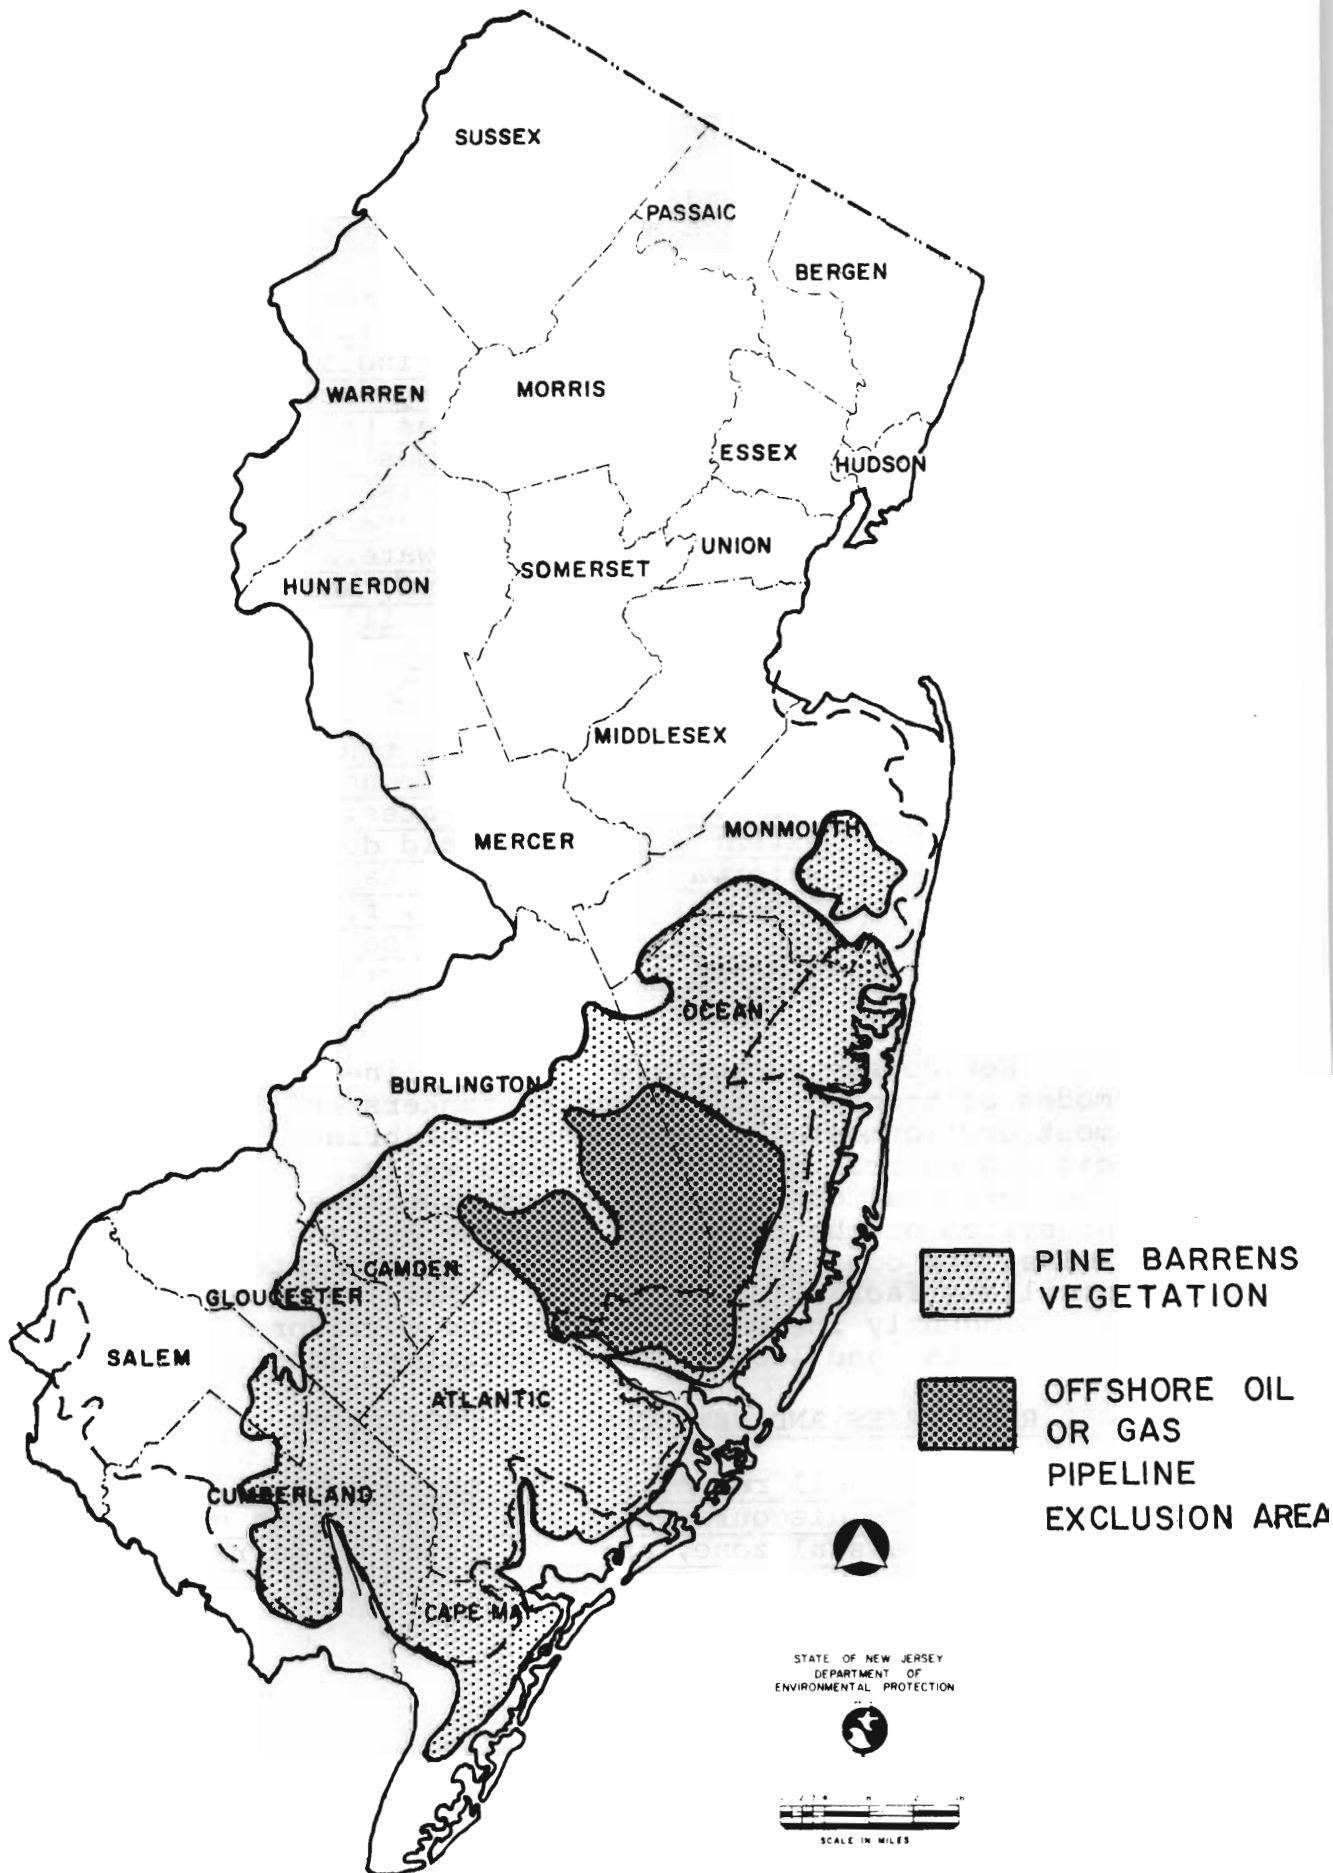 SUSSEX
PASSAIC
BERGEN
WARREN
MORRIS
ESSEX
HUDSON
UNION
SOMERSET
HUNTERDON
MIDDLESEX
MERCER
MONMOUTH
OCEAN
BURLINGTON
CAMDEN
GLOUCESTER
SALEM
ATLANTIC
CUMBERLAND
CAPE MAY
PINE BARRENS
VEGETATION
OFFSHORE OIL
OR GAS
PIPELINE
EXCLUSION AREA
STATE OF NEW JERSEY
DEPARTMENT OF
ENVIRONMENTAL PROTECTION
SCALE IN MILES